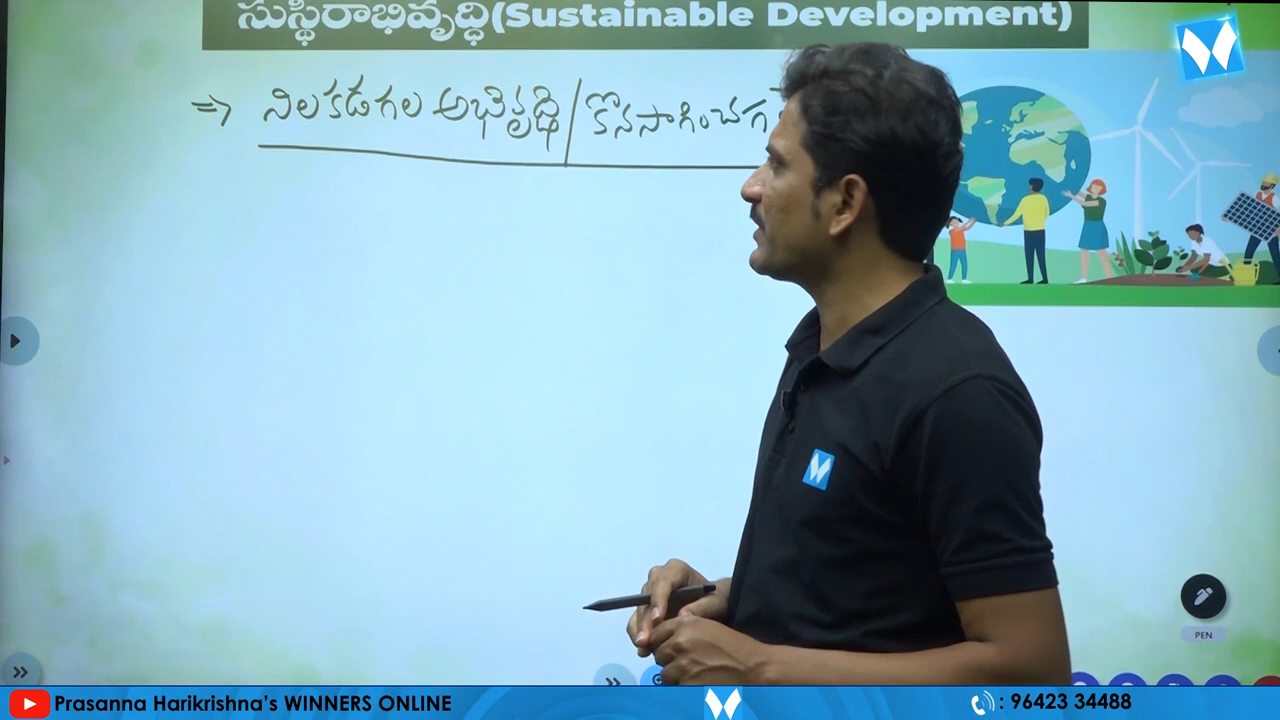 సుస్థిరాభివృద్ధి(Sustainable Development)
⇒ నిలకడగల అభివృద్ధి/కొనసాగించగ
PEN
Prasanna Harikrishna's WINNERS ONLINE
: 96423 34488